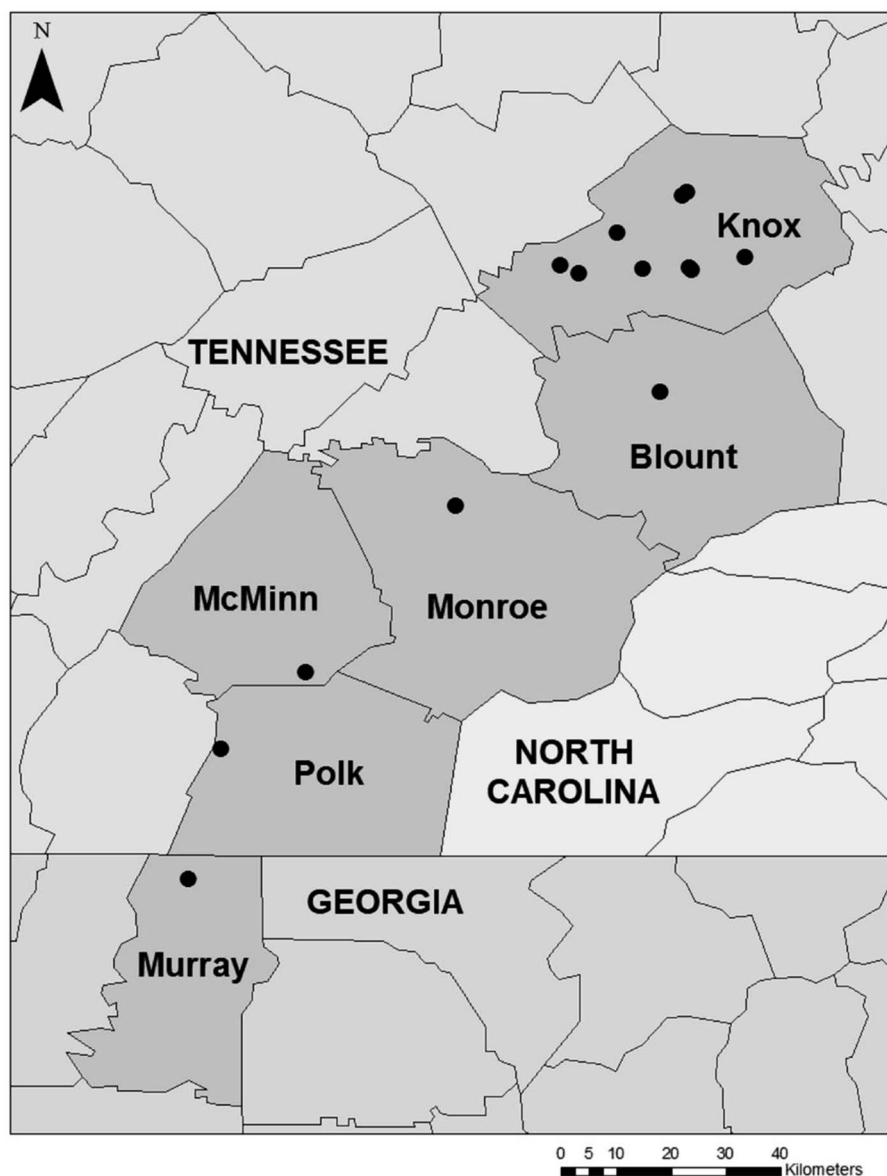 N
Knox
TENNESSEE
Blount
McMinn
Monroe
NORTH
CAROLINA
Polk
GEORGIA
Murray
0 5 10 20 30 40
Kilometers